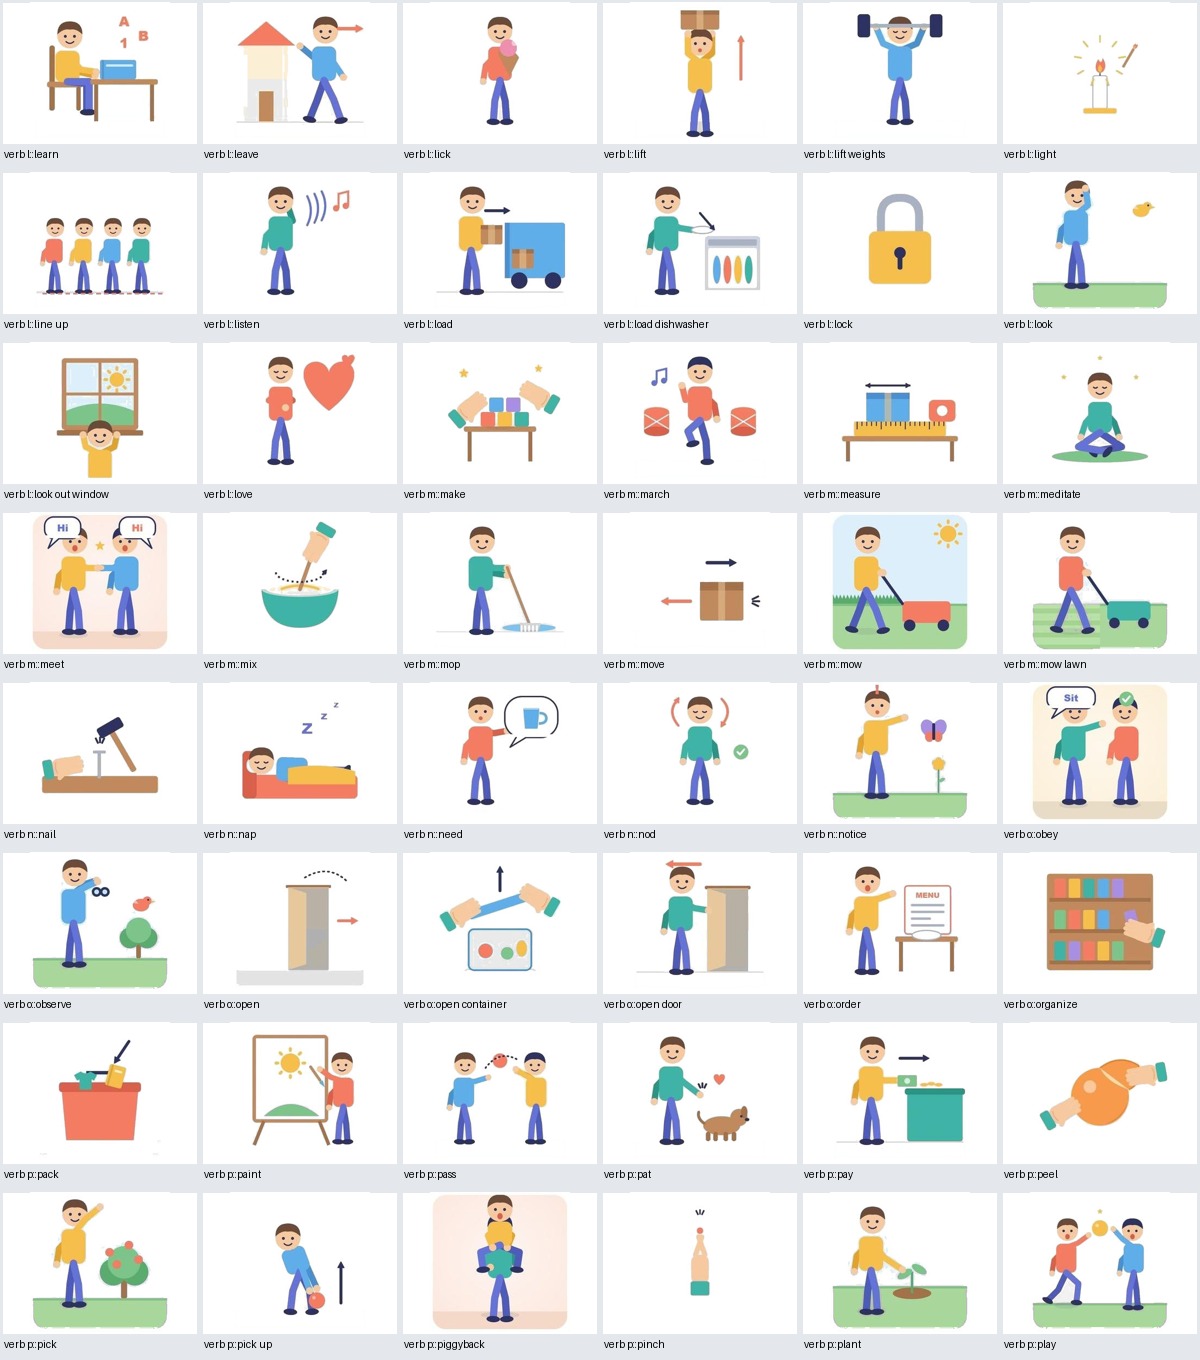 A
B
1
verb l::learn
verb l::leave
verb l::lick
verb l::lift
verb l::lift weights
verb l::light
verb l::line up
verb l::listen
verb l::load
verb l::load dishwasher
verb l::lock
verb l::look
verb l::look out window
verb l::love
verb m::make
verb m::march
verb m::measure
verb m::meditate
Hi
Hi
verb m::meet
verb m::mix
verb m::mop
verb m::move
verb m::mow
verb m::mow lawn
z
z
z
Sit
verb n::nail
verb n::nap
verb n::need
verb n::nod
verb n::notice
verb o::obey
MENU
verb o::observe
verb o::open
verb o::open container
verb o::open door
verb o::order
verb o::organize
verb p::pack
verb p::paint
verb p::pass
verb p::pat
verb p::pay
verb p::peel
verb p::pick
verb p::pick up
verb p::piggyback
verb p::pinch
verb p::plant
verb p::play